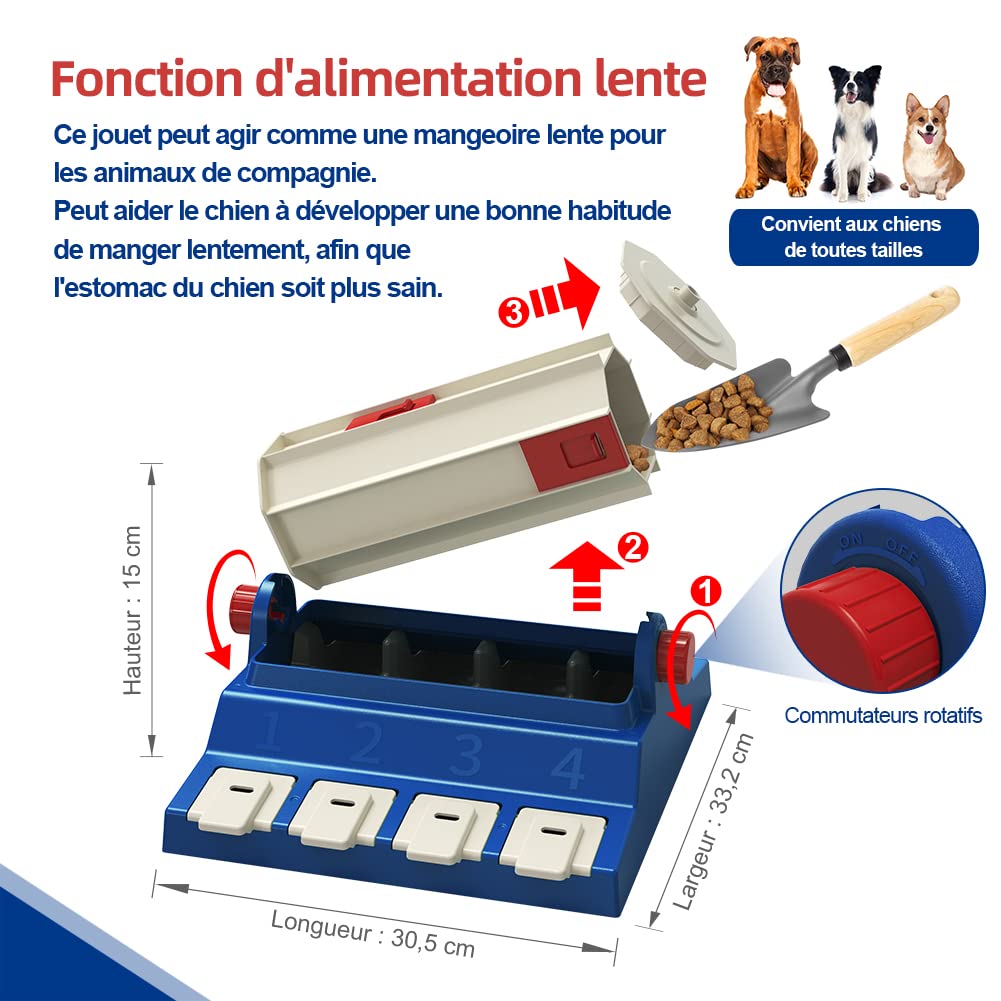 Fonction d'alimentation lente
Ce jouet peut agir comme une mangeoire lente pour
les animaux de compagnie.
Peut aider le chien à développer une bonne habitude
de manger lentement, afin que
l'estomac du chien soit plus sain.
Convient aux chiens
de toutes tailles
3
2
1
ON OFF
Commutateurs rotatifs
Hauteur : 15 cm
1 2 3 4
Largeur : 33,2 cm
Longueur : 30,5 cm